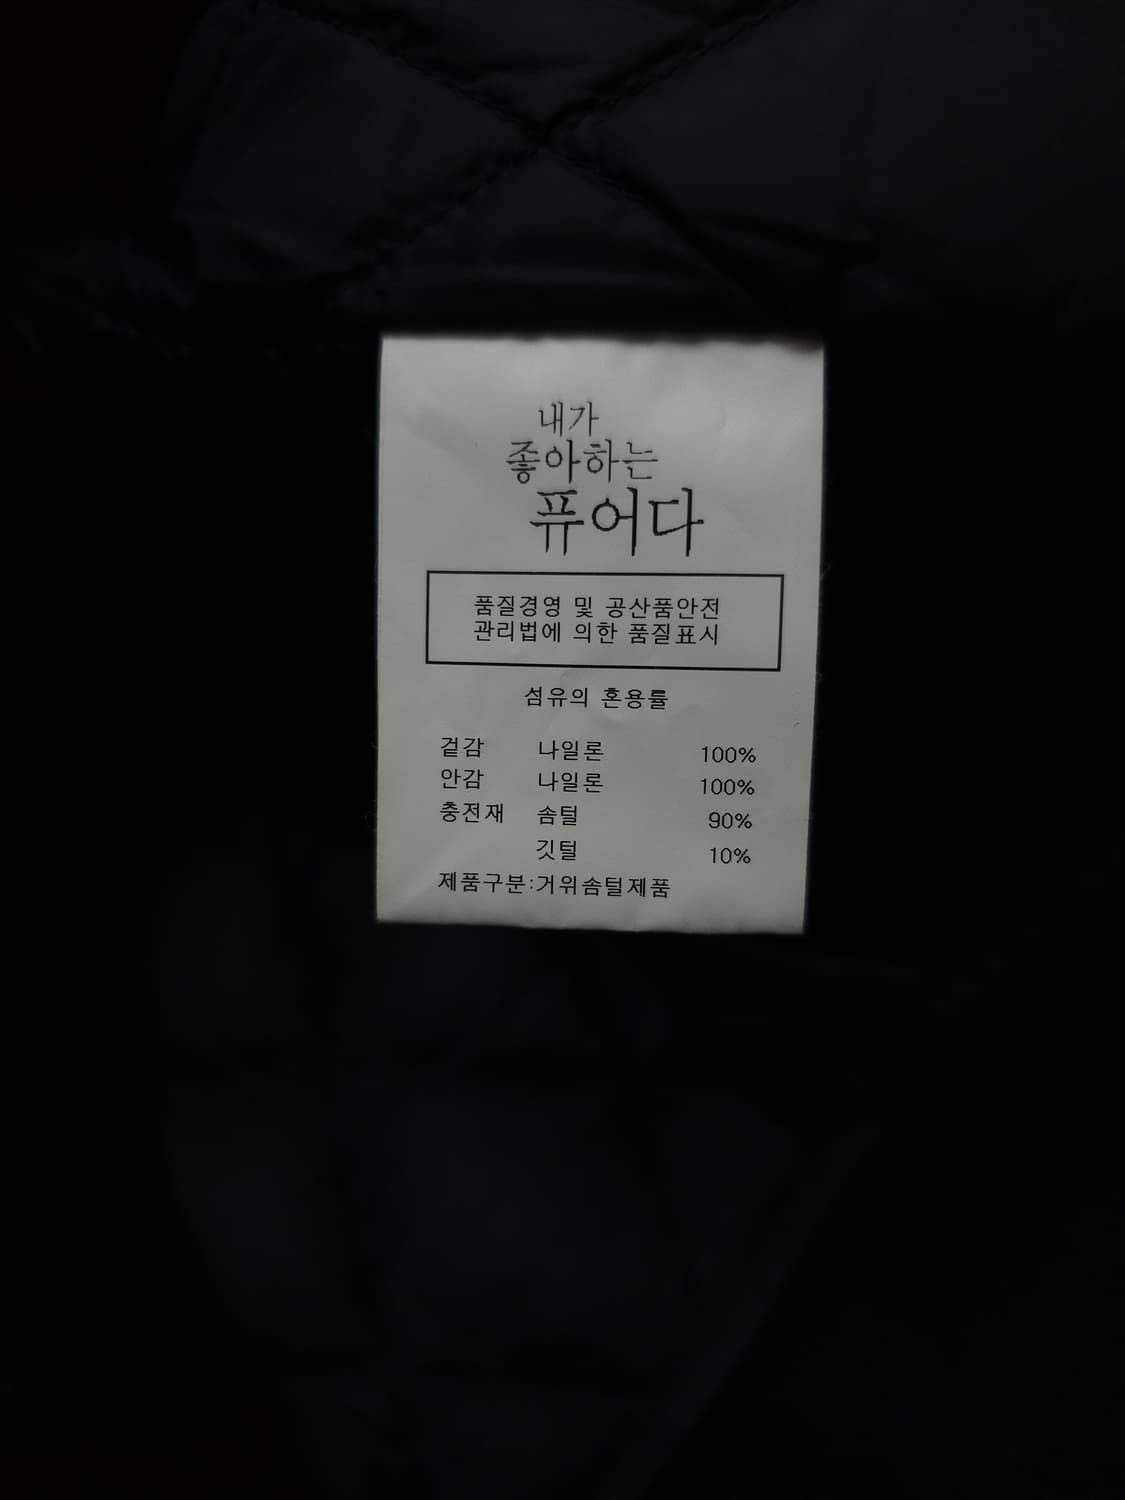 내가
좋아하는
퓨어다
품질경영 및 공산품안전
관리법에 의한 품질표시
섬유의 혼용률
겉감 나일론 100%
안감 나일론 100%
충전재 솜털 90%
깃털 10%
제품구분:거위솜털제품